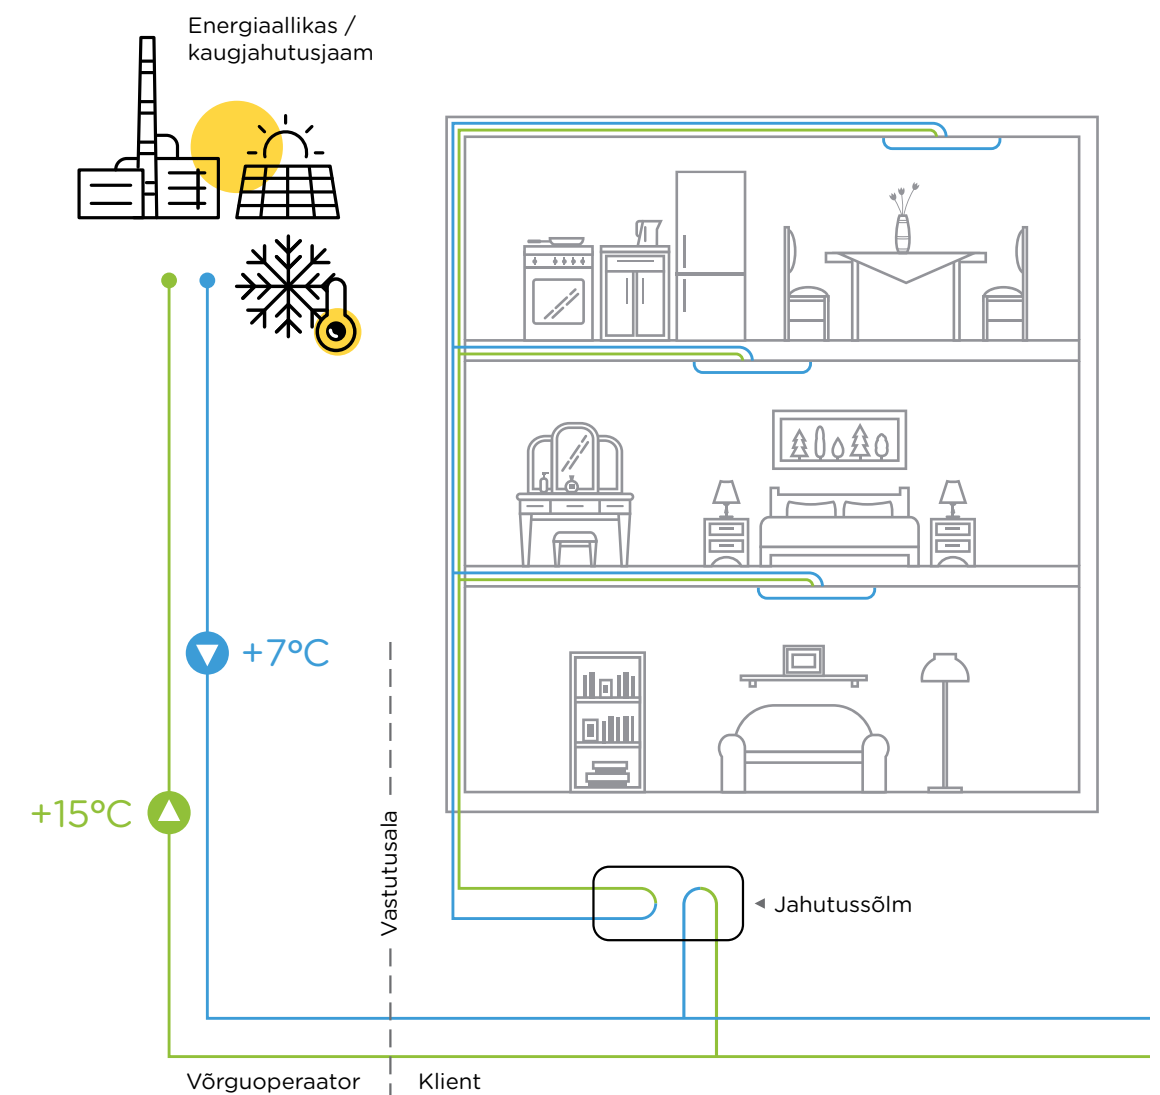 Energiaallikas /
kaugjahutusjaam
+7°C
+15°C
Vastutusala
Jahutussõlm
Võrguoperaator
Klient